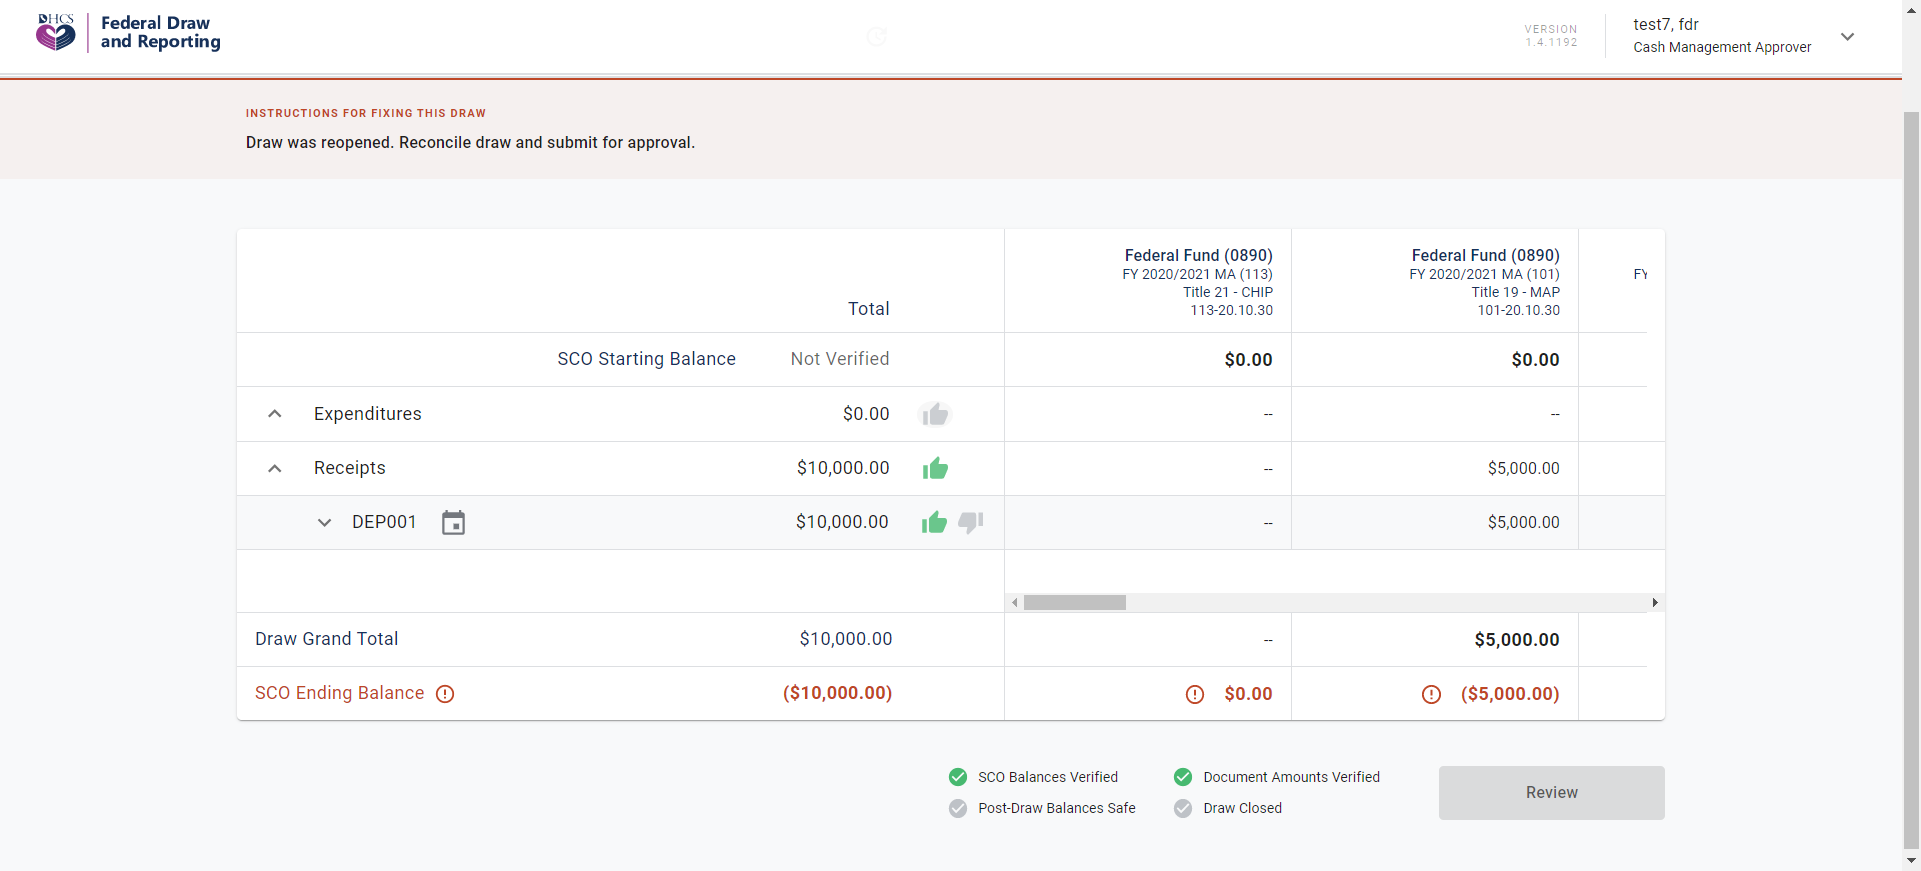 DHCS
Federal Draw
and Reporting
VERSION
1.4.1192
test7, fdr
Cash Management Approver
INSTRUCTIONS FOR FIXING THIS DRAW
Draw was reopened. Reconcile draw and submit for approval.
Total
Federal Fund (0890)
FY 2020/2021 MA (113)
Title 21 - CHIP
113-20.10.30
Federal Fund (0890)
FY 2020/2021 MA (101)
Title 19 - MAP
101-20.10.30
FY
SCO Starting Balance Not Verified $0.00 $0.00
Expenditures $0.00 -- --
Receipts $10,000.00 -- $5,000.00
DEP001 $10,000.00 -- $5,000.00
Draw Grand Total $10,000.00 -- $5,000.00
SCO Ending Balance ($10,000.00) $0.00 ($5,000.00)
SCO Balances Verified Document Amounts Verified
Post-Draw Balances Safe Draw Closed
Review